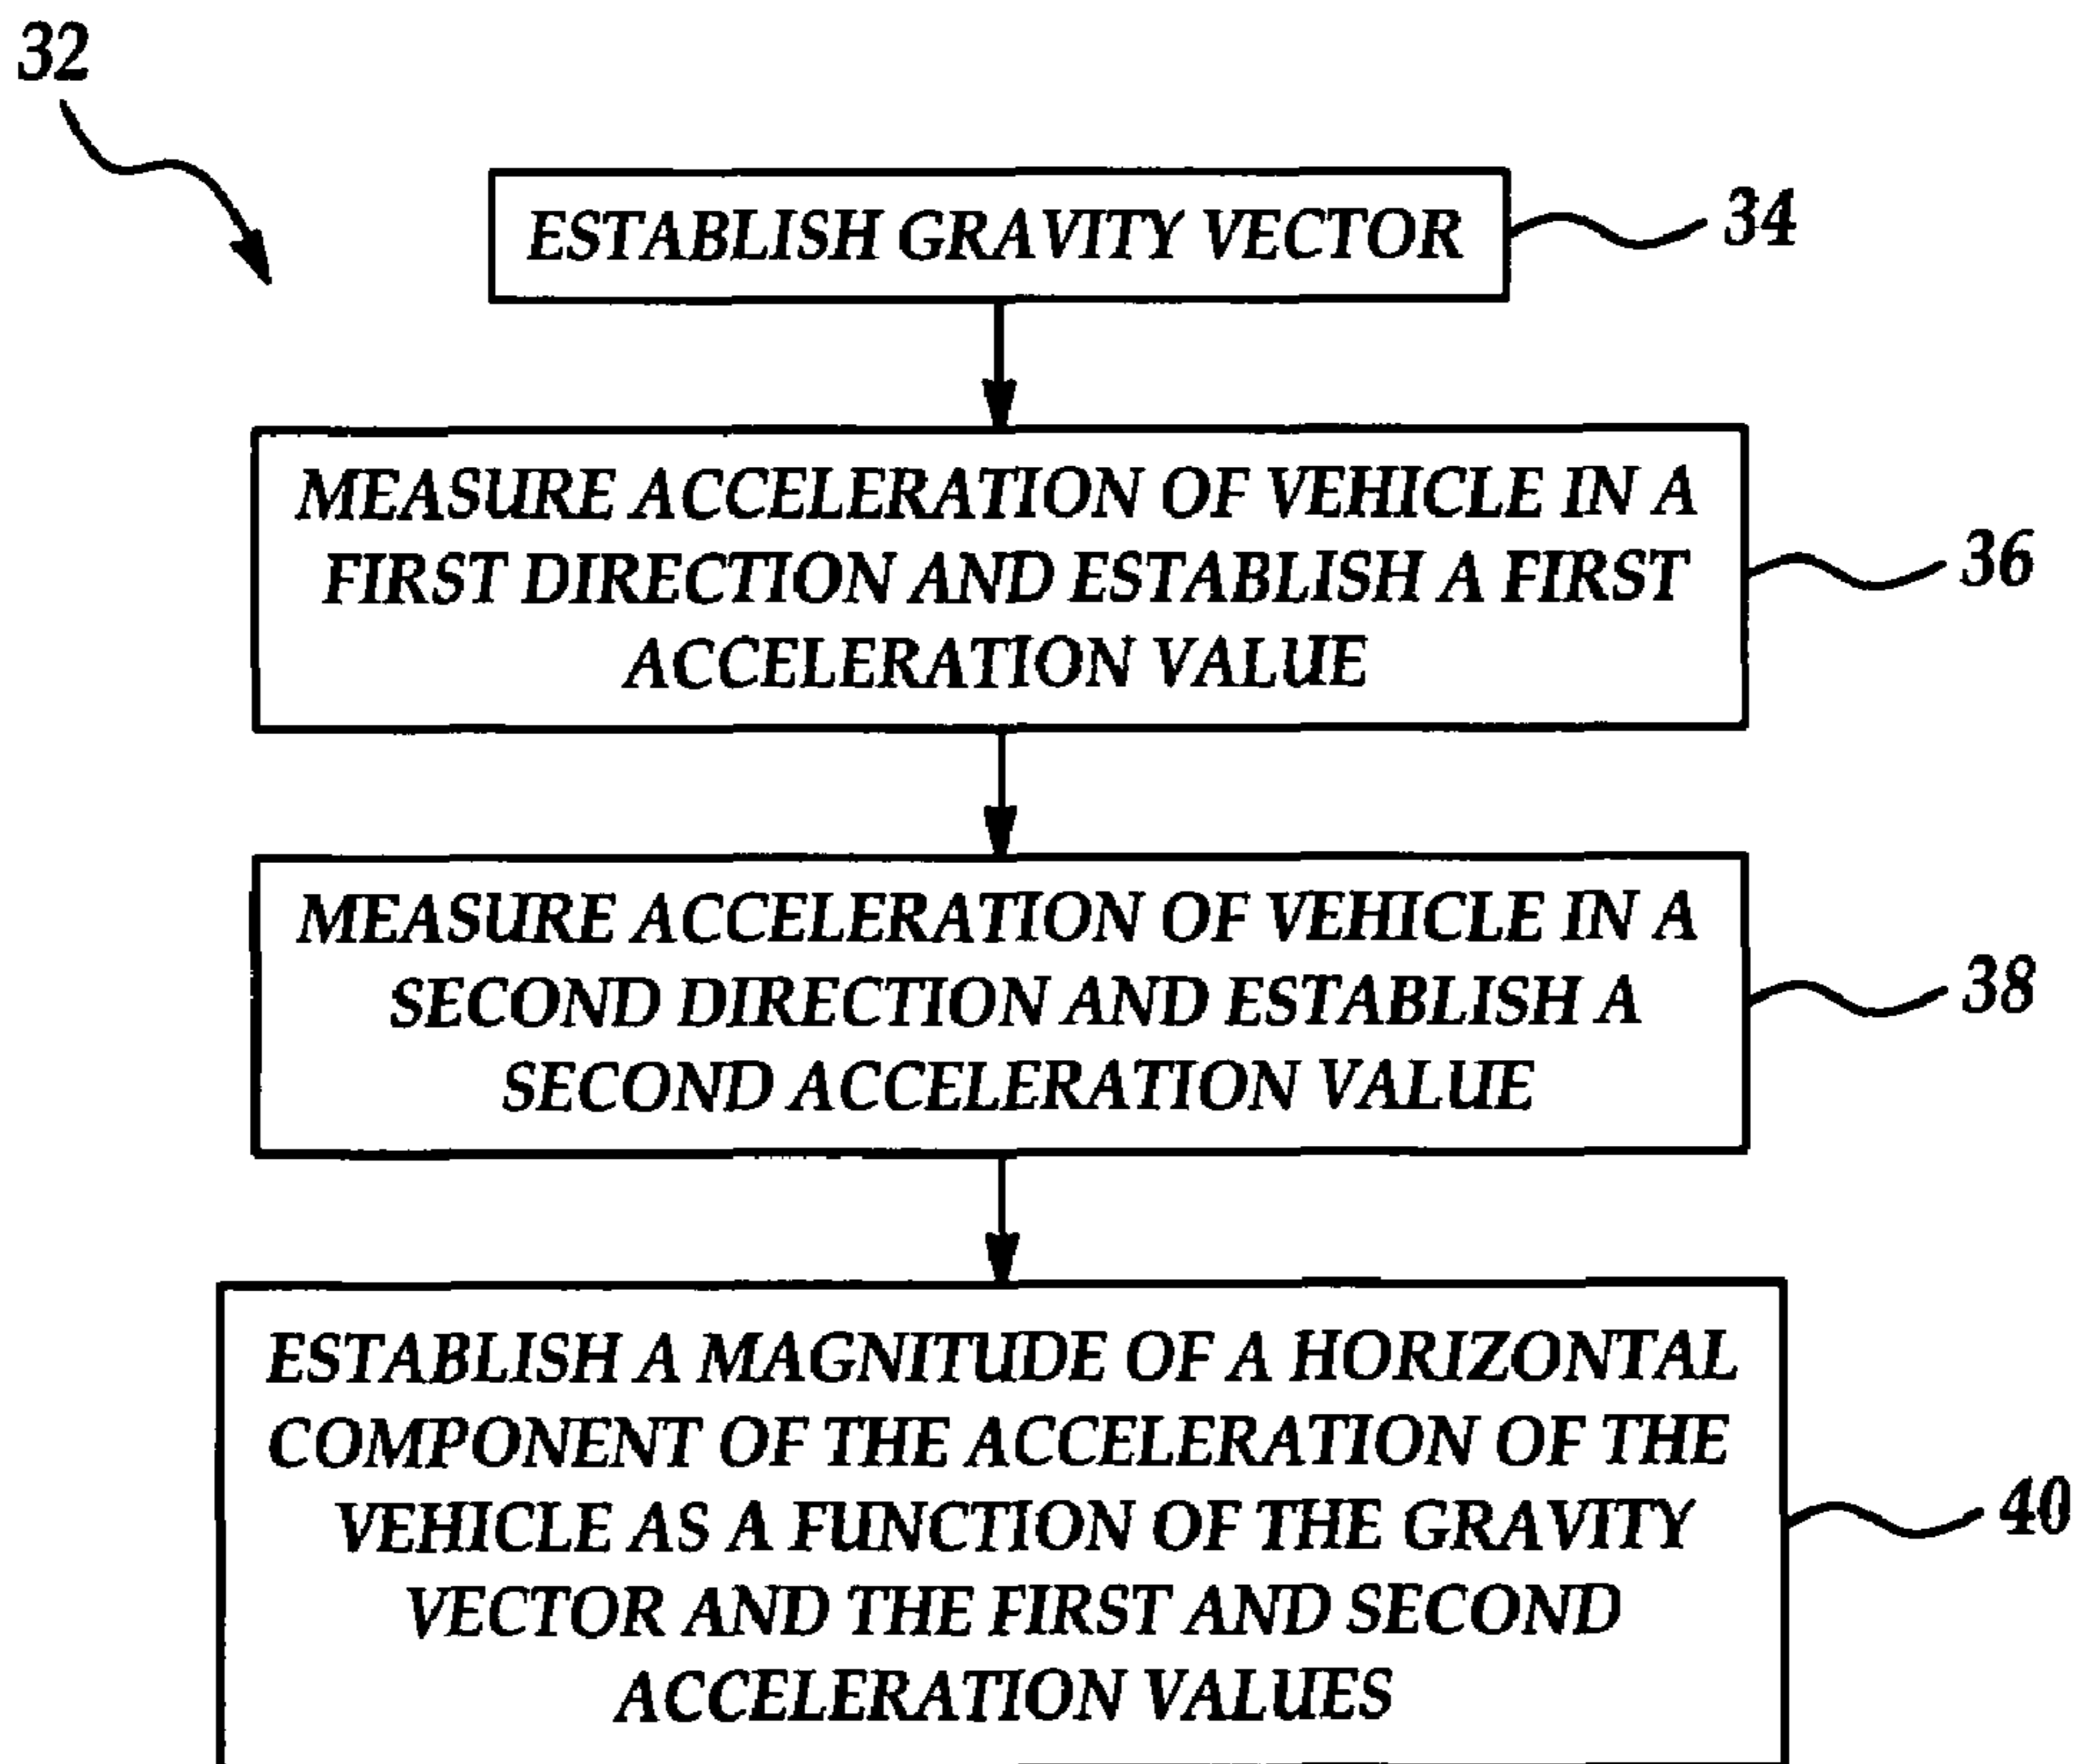 32
ESTABLISH GRAVITY VECTOR
34
MEASURE ACCELERATION OF VEHICLE IN A
FIRST DIRECTION AND ESTABLISH A FIRST
ACCELERATION VALUE
36
MEASURE ACCELERATION OF VEHICLE IN A
SECOND DIRECTION AND ESTABLISH A
SECOND ACCELERATION VALUE
38
ESTABLISH A MAGNITUDE OF A HORIZONTAL
COMPONENT OF THE ACCELERATION OF THE
VEHICLE AS A FUNCTION OF THE GRAVITY
VECTOR AND THE FIRST AND SECOND
ACCELERATION VALUES
40